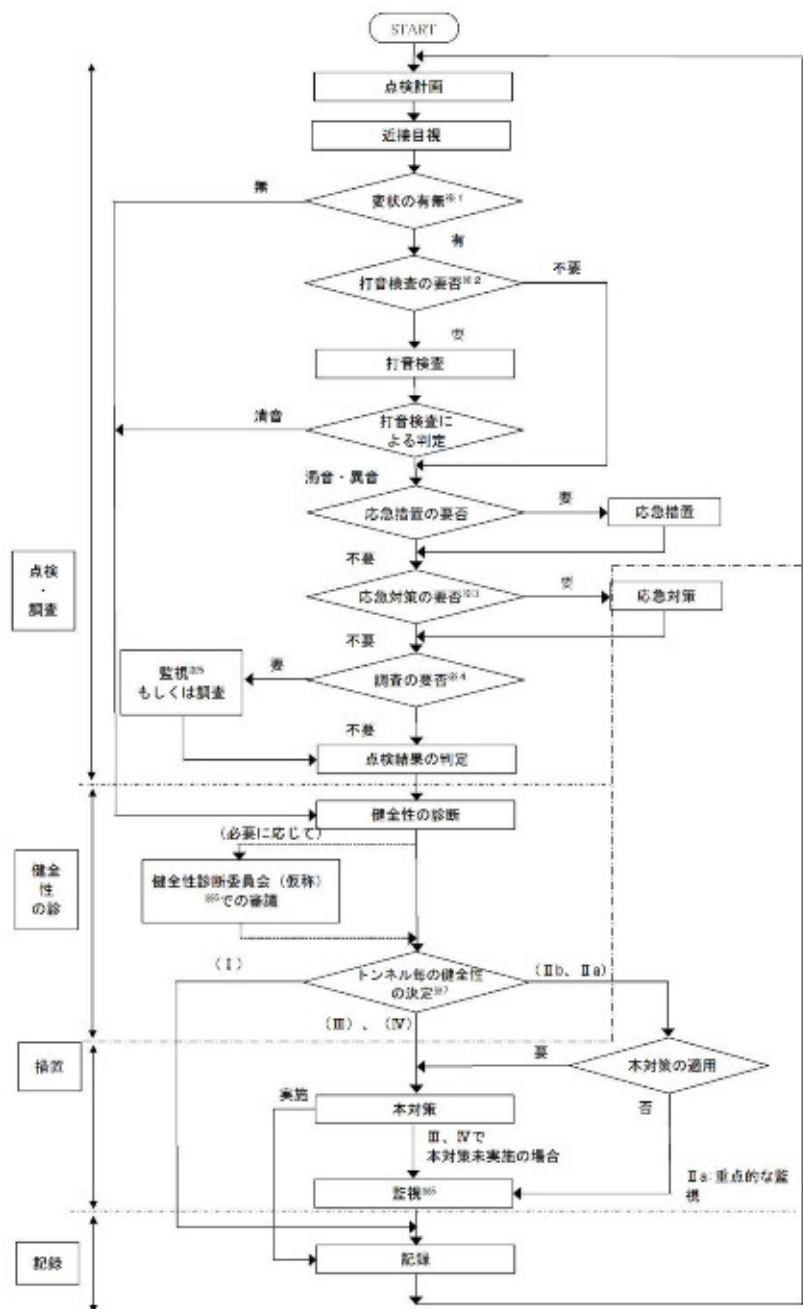 START
点検計画
近接目視
無
変状の有無※1
有
打音検査の要否※2
不要
要
打音検査
清音
打音検査に
よる判定
濁音・異音
応急措置の要否
要
応急措置
不要
点検
・
調査
応急対策の要否
要
応急対策
不要
監視
もしくは調査
要
調査の要否※4
不要
点検結果の判定
健全性の診断
(必要に応じて)
健全
性
の診
健全性診断委員会(仮称)
での審議
(Ⅰ)
トンネル毎の健全性
の決定※7
(Ⅱb、Ⅱa)
(Ⅲ)、(Ⅳ)
措置
要
本対策の適用
実施
本対策
否
Ⅲ、Ⅳで
本対策未実施の場合
監視
Ⅱa:重点的な監
視
記録
記録